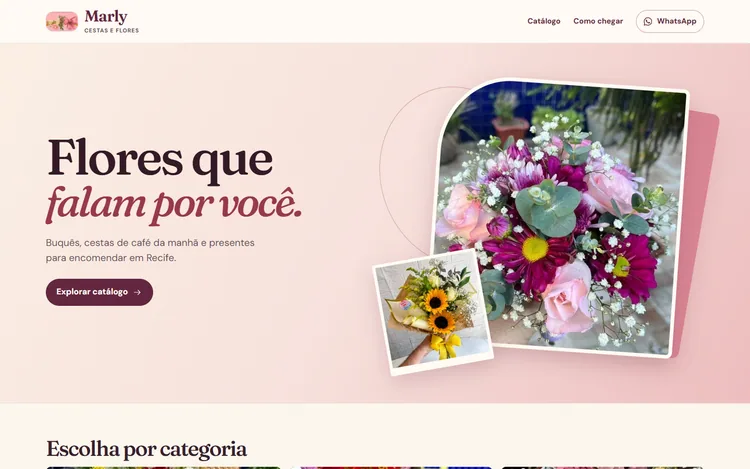 Marly
CESTAS E FLORES
Catálogo
Como chegar
WhatsApp
Flores que
falam por você.
Buquês, cestas de café da manhã e presentes
para encomendar em Recife.
Explorar catálogo →
Escolha por categoria